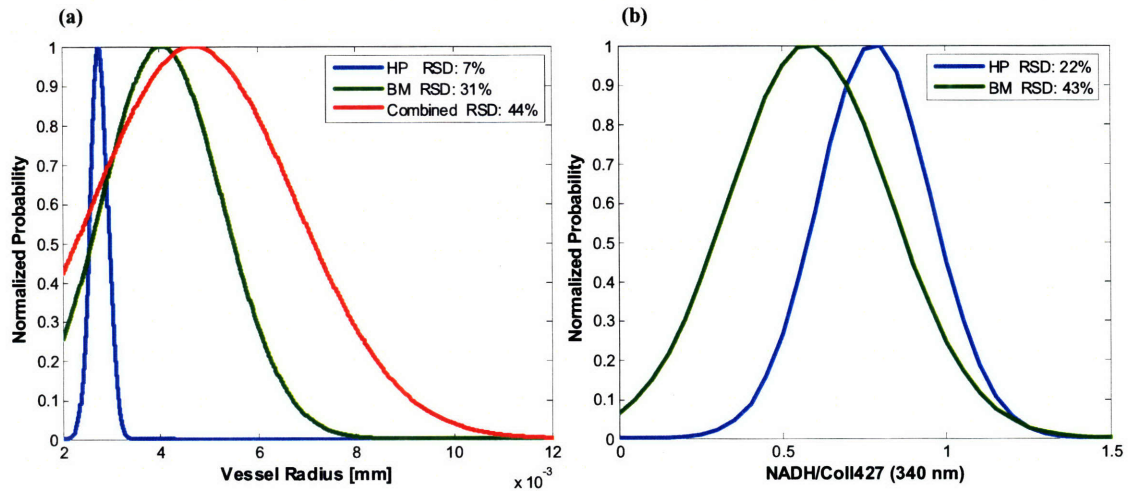 (a)
1
0.9
0.8
0.7
0.6
0.5
0.4
0.3
0.2
0.1
0
Normalized Probability
HP RSD: 7%
BM RSD: 31%
Combined RSD: 44%
2
4
6
8
10
12
Vessel Radius [mm]
x 10⁻³
(b)
1
0.9
0.8
0.7
0.6
0.5
0.4
0.3
0.2
0.1
0
Normalized Probability
HP RSD: 22%
BM RSD: 43%
0
0.5
1
1.5
NADH/Coll427 (340 nm)